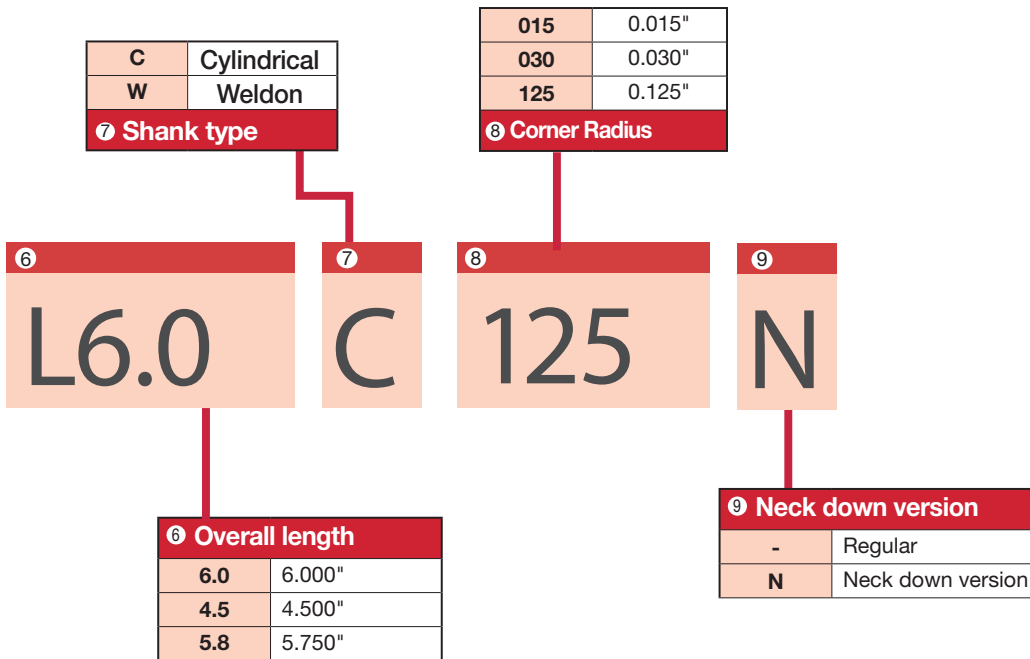 C Cylindrical
W Weldon
⑦ Shank type
015 0.015"
030 0.030"
125 0.125"
⑧ Corner Radius
⑥ ⑦ ⑧ ⑨
L6.0 C 125 N
⑥ Overall length
6.0 6.000"
4.5 4.500"
5.8 5.750"
⑨ Neck down version
- Regular
N Neck down version